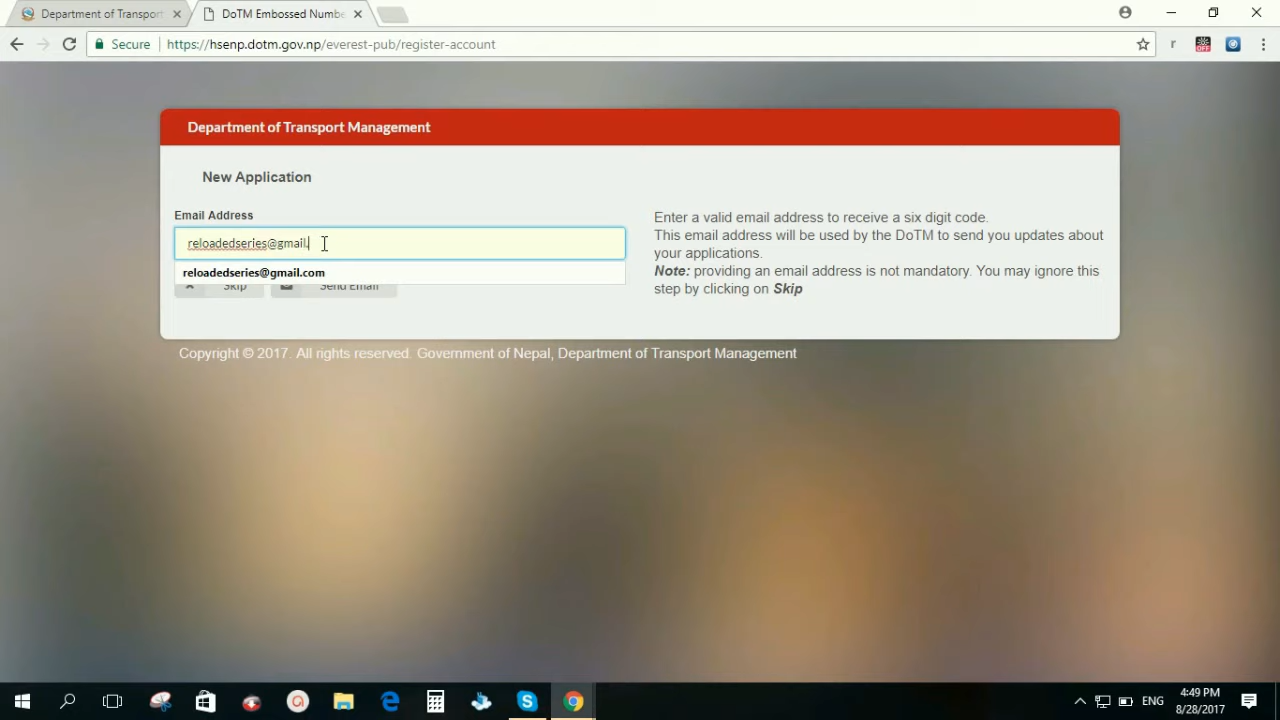 Department of Transport
DoTM Embossed Numbe
Secure
https://hsenp.dotm.gov.np/everest-pub/register-account
r
OFF
Department of Transport Management
New Application
Email Address
reloadedseries@gmail.
reloadedseries@gmail.com
Skip
Send Email
Enter a valid email address to receive a six digit code.
This email address will be used by the DoTM to send you updates about
your applications.
Note: providing an email address is not mandatory. You may ignore this
step by clicking on Skip
Copyright © 2017. All rights reserved. Government of Nepal, Department of Transport Management
ENG
4:49 PM
8/28/2017